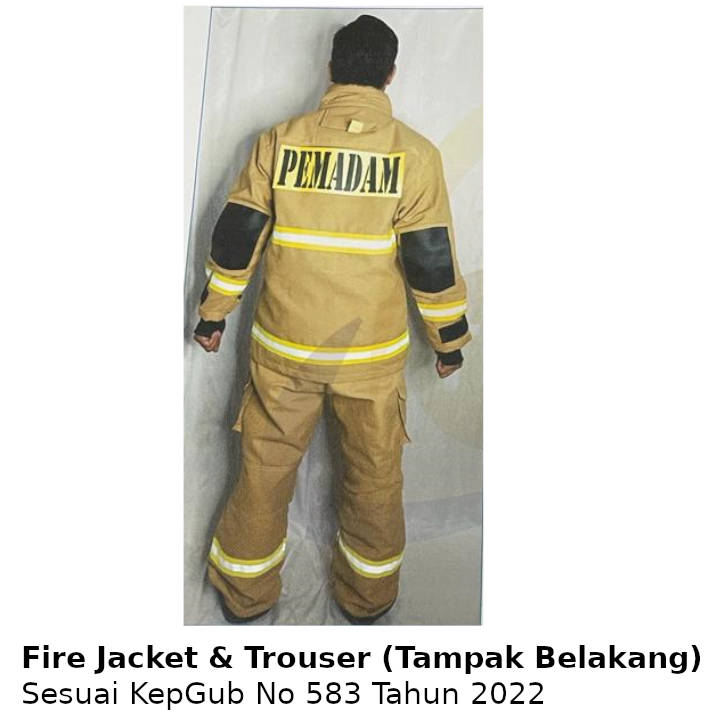 PEMADAM
Fire Jacket & Trouser (Tampak Belakang)
Sesuai KepGub No 583 Tahun 2022